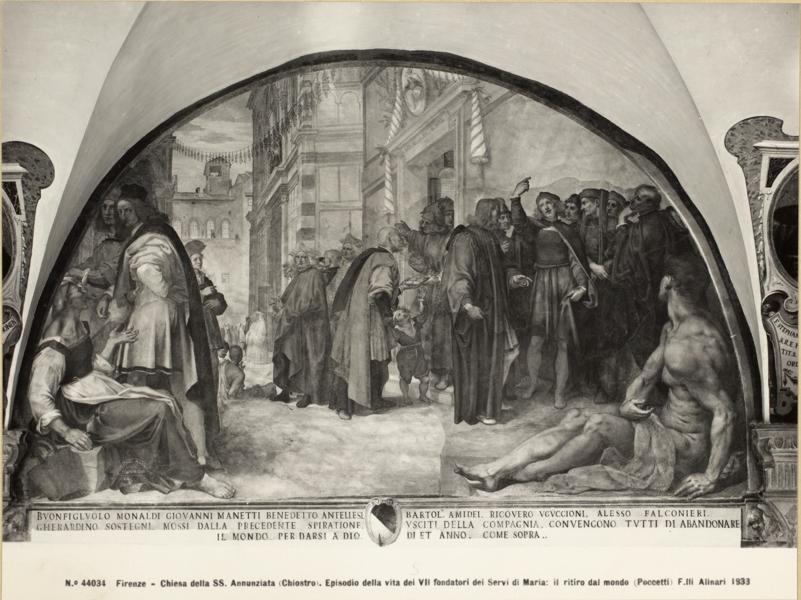 BVONFIGLVOLO MONALDI GIOVANNI MANETTI BENEDETTO ANTELLESI BARTOL. AMIDEI, RICOVERO VGVCCIONI, ALESSO FALCONIERI.
GHERARDINO SOSTEGNI, MOSSI DALLA PRECEDENTE SPIRATIONE, VSCITI DELLA COMPAGNIA, CONVENGONO TVTTI DI ABANDONARE
IL MONDO PER DARSI À DIO. DI ET ANNO. COME SOPRA..
N.º 44034 Firenze - Chiesa della SS. Annunziata (Chiostro). Episodio della vita dei VII fondatori dei Servi di Maria: il ritiro dal mondo (Poccetti) F.lli Alinari 1933